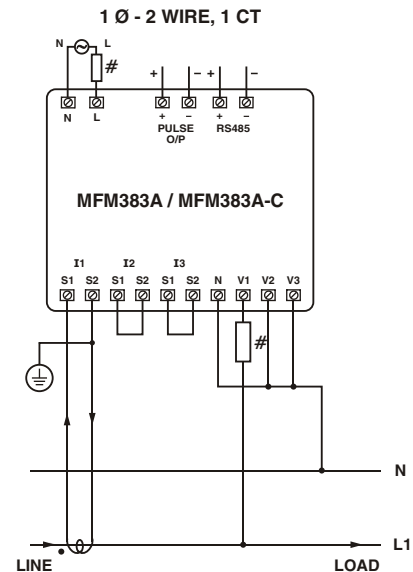 1 Ø - 2 WIRE, 1 CT
N L
#
+ − + −
N L + − + −
PULSE O/P RS485
MFM383A / MFM383A-C
I1 I2 I3
S1 S2 S1 S2 S1 S2 N V1 V2 V3
#
N
L1
LINE LOAD